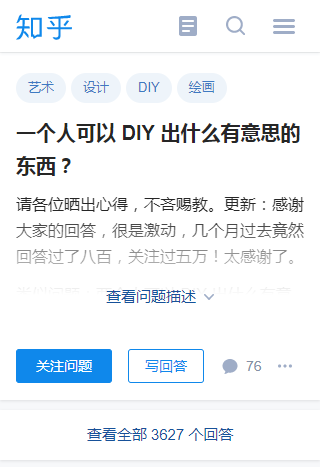 知乎
艺术 设计 DIY 绘画
一个人可以 DIY 出什么有意思的
东西？
请各位晒出心得，不吝赐教。更新：感谢
大家的回答，很是激动，几个月过去竟然
回答过了八百，关注过五万！太感谢了。
查看问题描述
关注问题 写回答 76
查看全部 3627 个回答